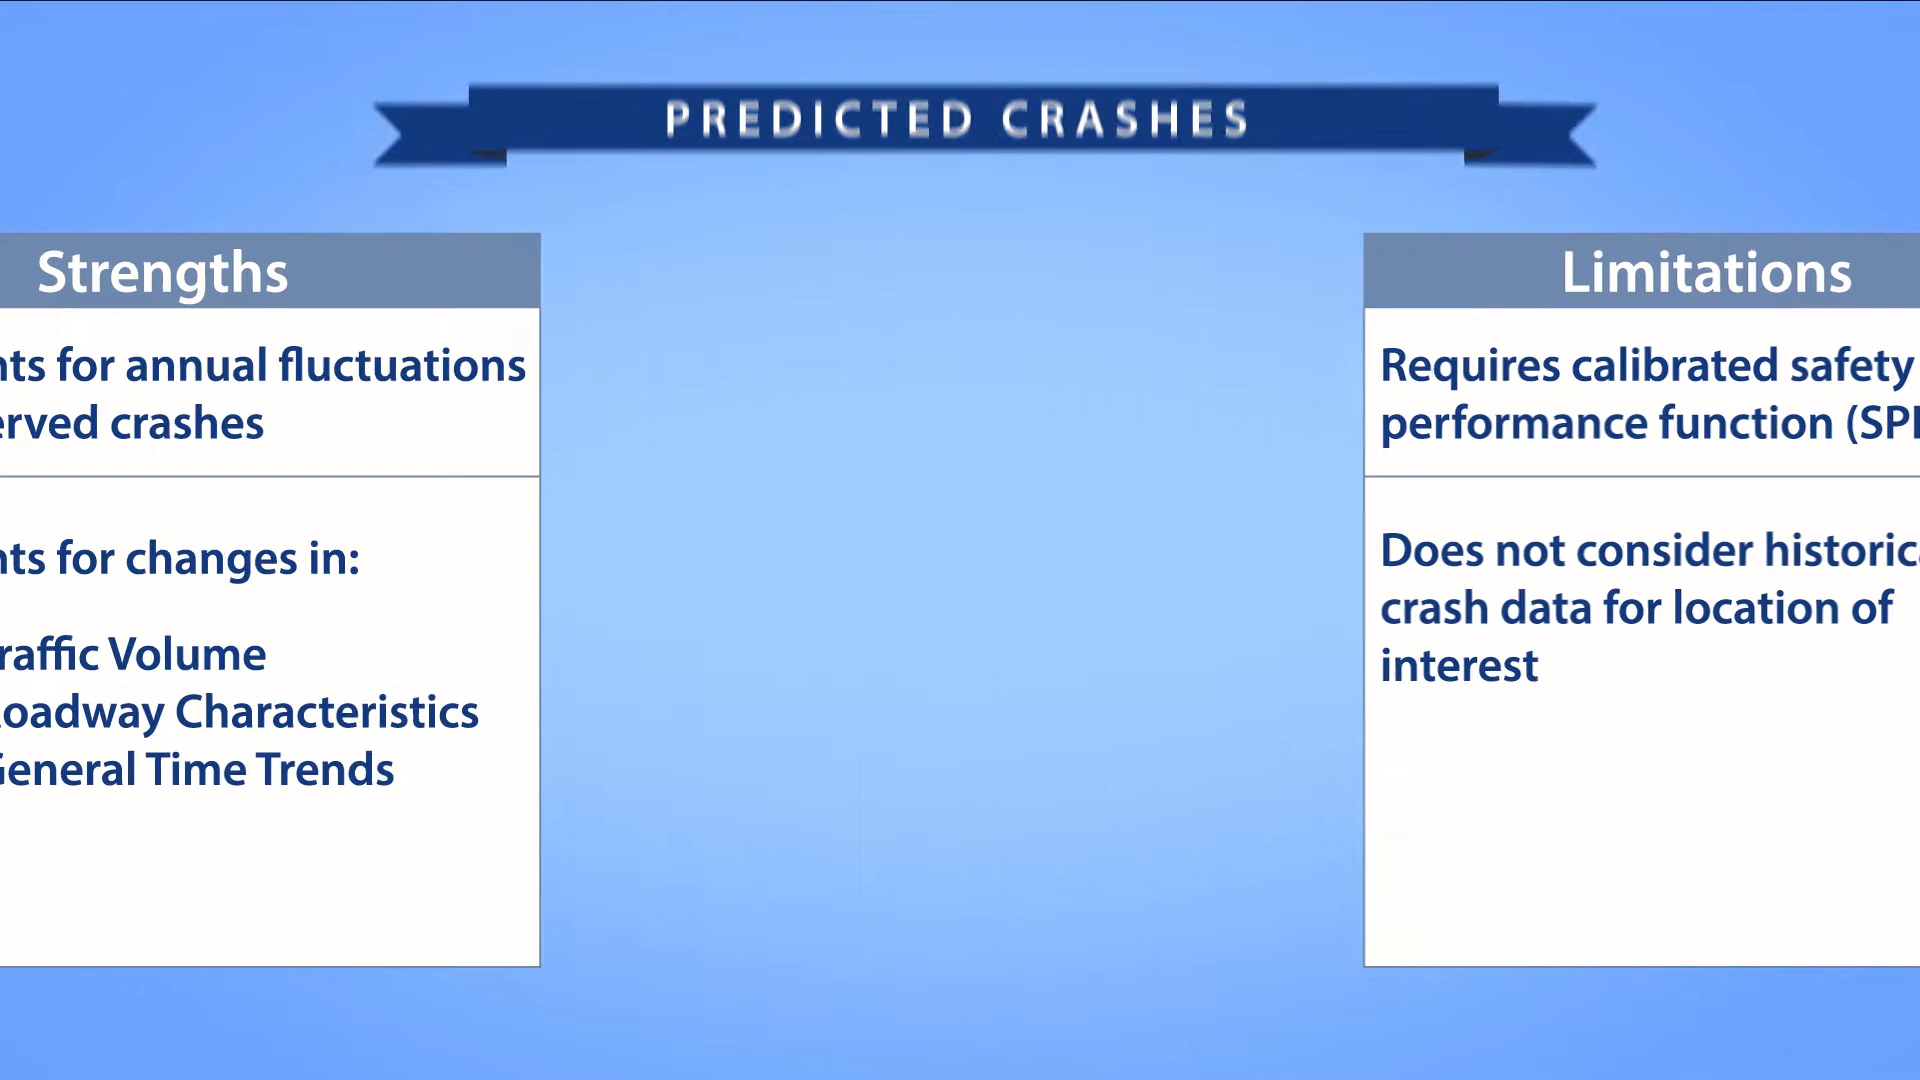 PREDICTED CRASHES
Strengths
nts for annual fluctuations
erved crashes
nts for changes in:
raffic Volume
oadway Characteristics
General Time Trends
Limitations
Requires calibrated safety
performance function (SP
Does not consider historic
crash data for location of
interest